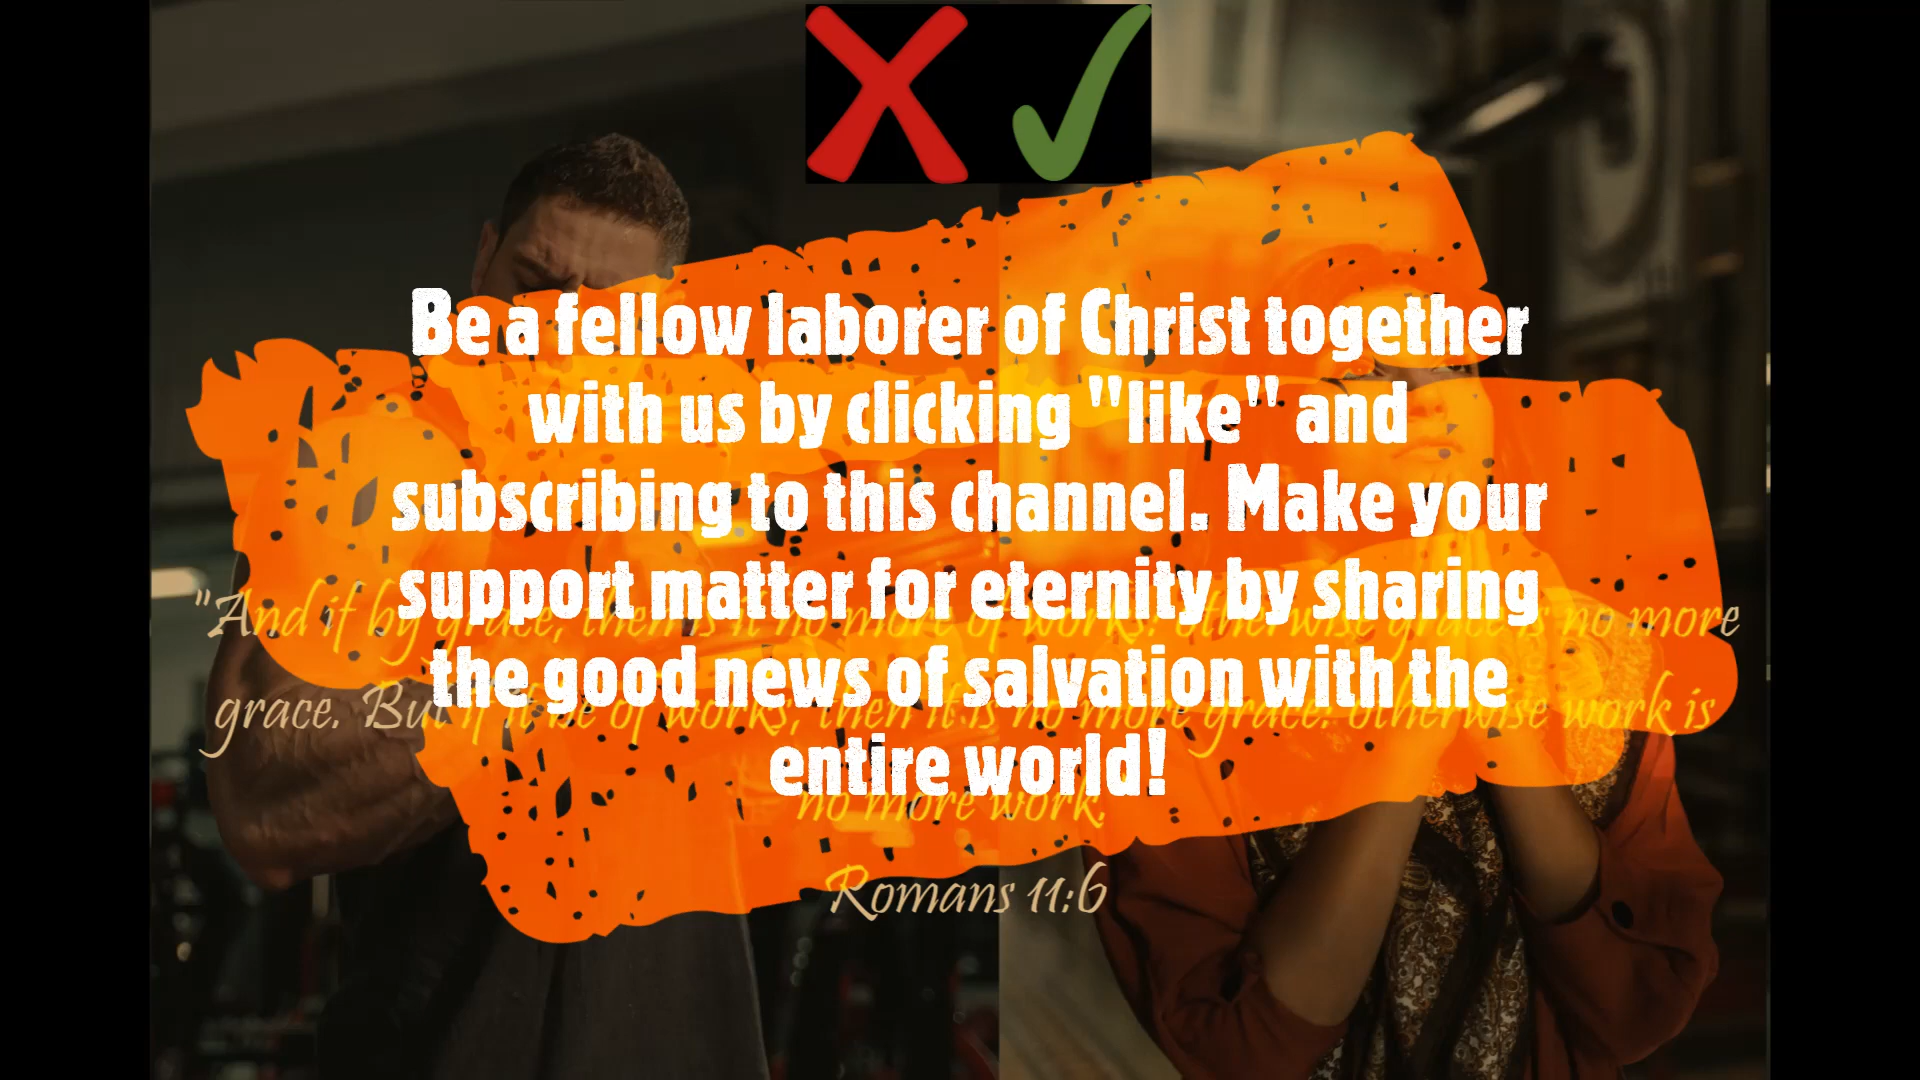 Be a fellow laborer of Christ together
with us by clicking "like" and
subscribing to this channel. Make your
support matter for eternity by sharing
the good news of salvation with the
entire world!
"And if by grace, then is it no more of works: otherwise grace is no more
grace. But if it be of works, then it is no more grace: otherwise work is
no more work.
Romans 11:6